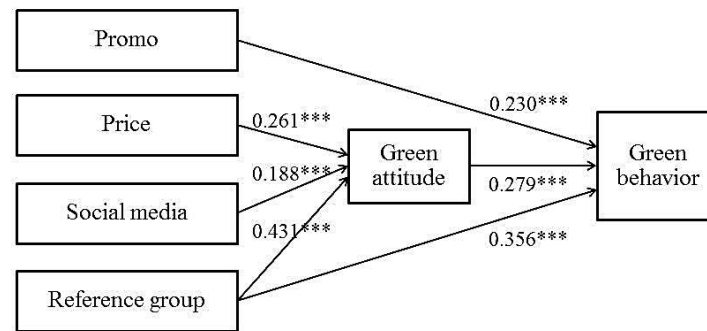 Promo
0.230***
Price
0.261***
Green
attitude
Green
behavior
0.188***
0.279***
Social media
0.431***
0.356***
Reference group